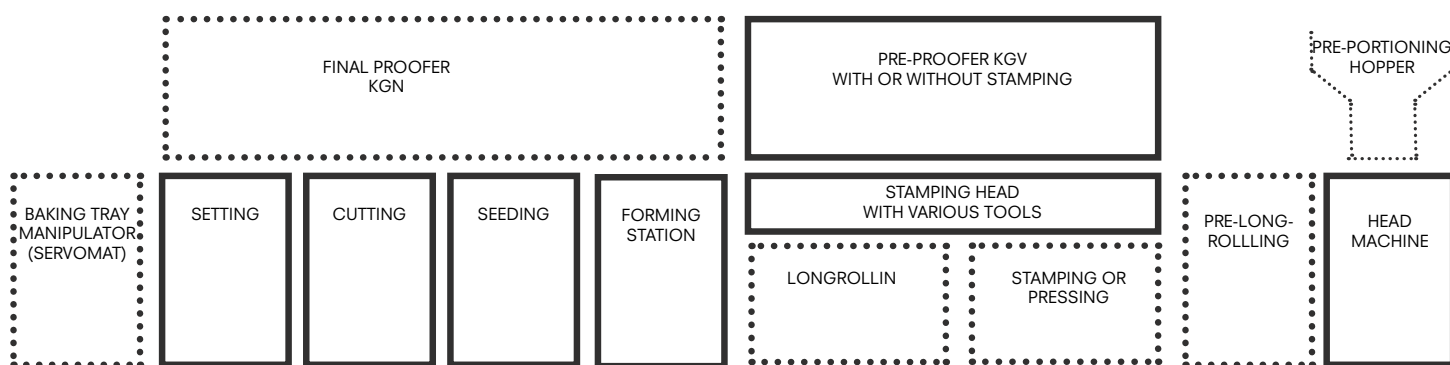 FINAL PROOFER
KGN
PRE-PROOFER KGV
WITH OR WITHOUT STAMPING
PRE-PORTIONING
HOPPER
BAKING TRAY
MANIPULATOR
(SERVOMAT)
SETTING
CUTTING
SEEDING
FORMING
STATION
STAMPING HEAD
WITH VARIOUS TOOLS
LONGROLLIN
STAMPING OR
PRESSING
PRE-LONG-
ROLLLING
HEAD
MACHINE